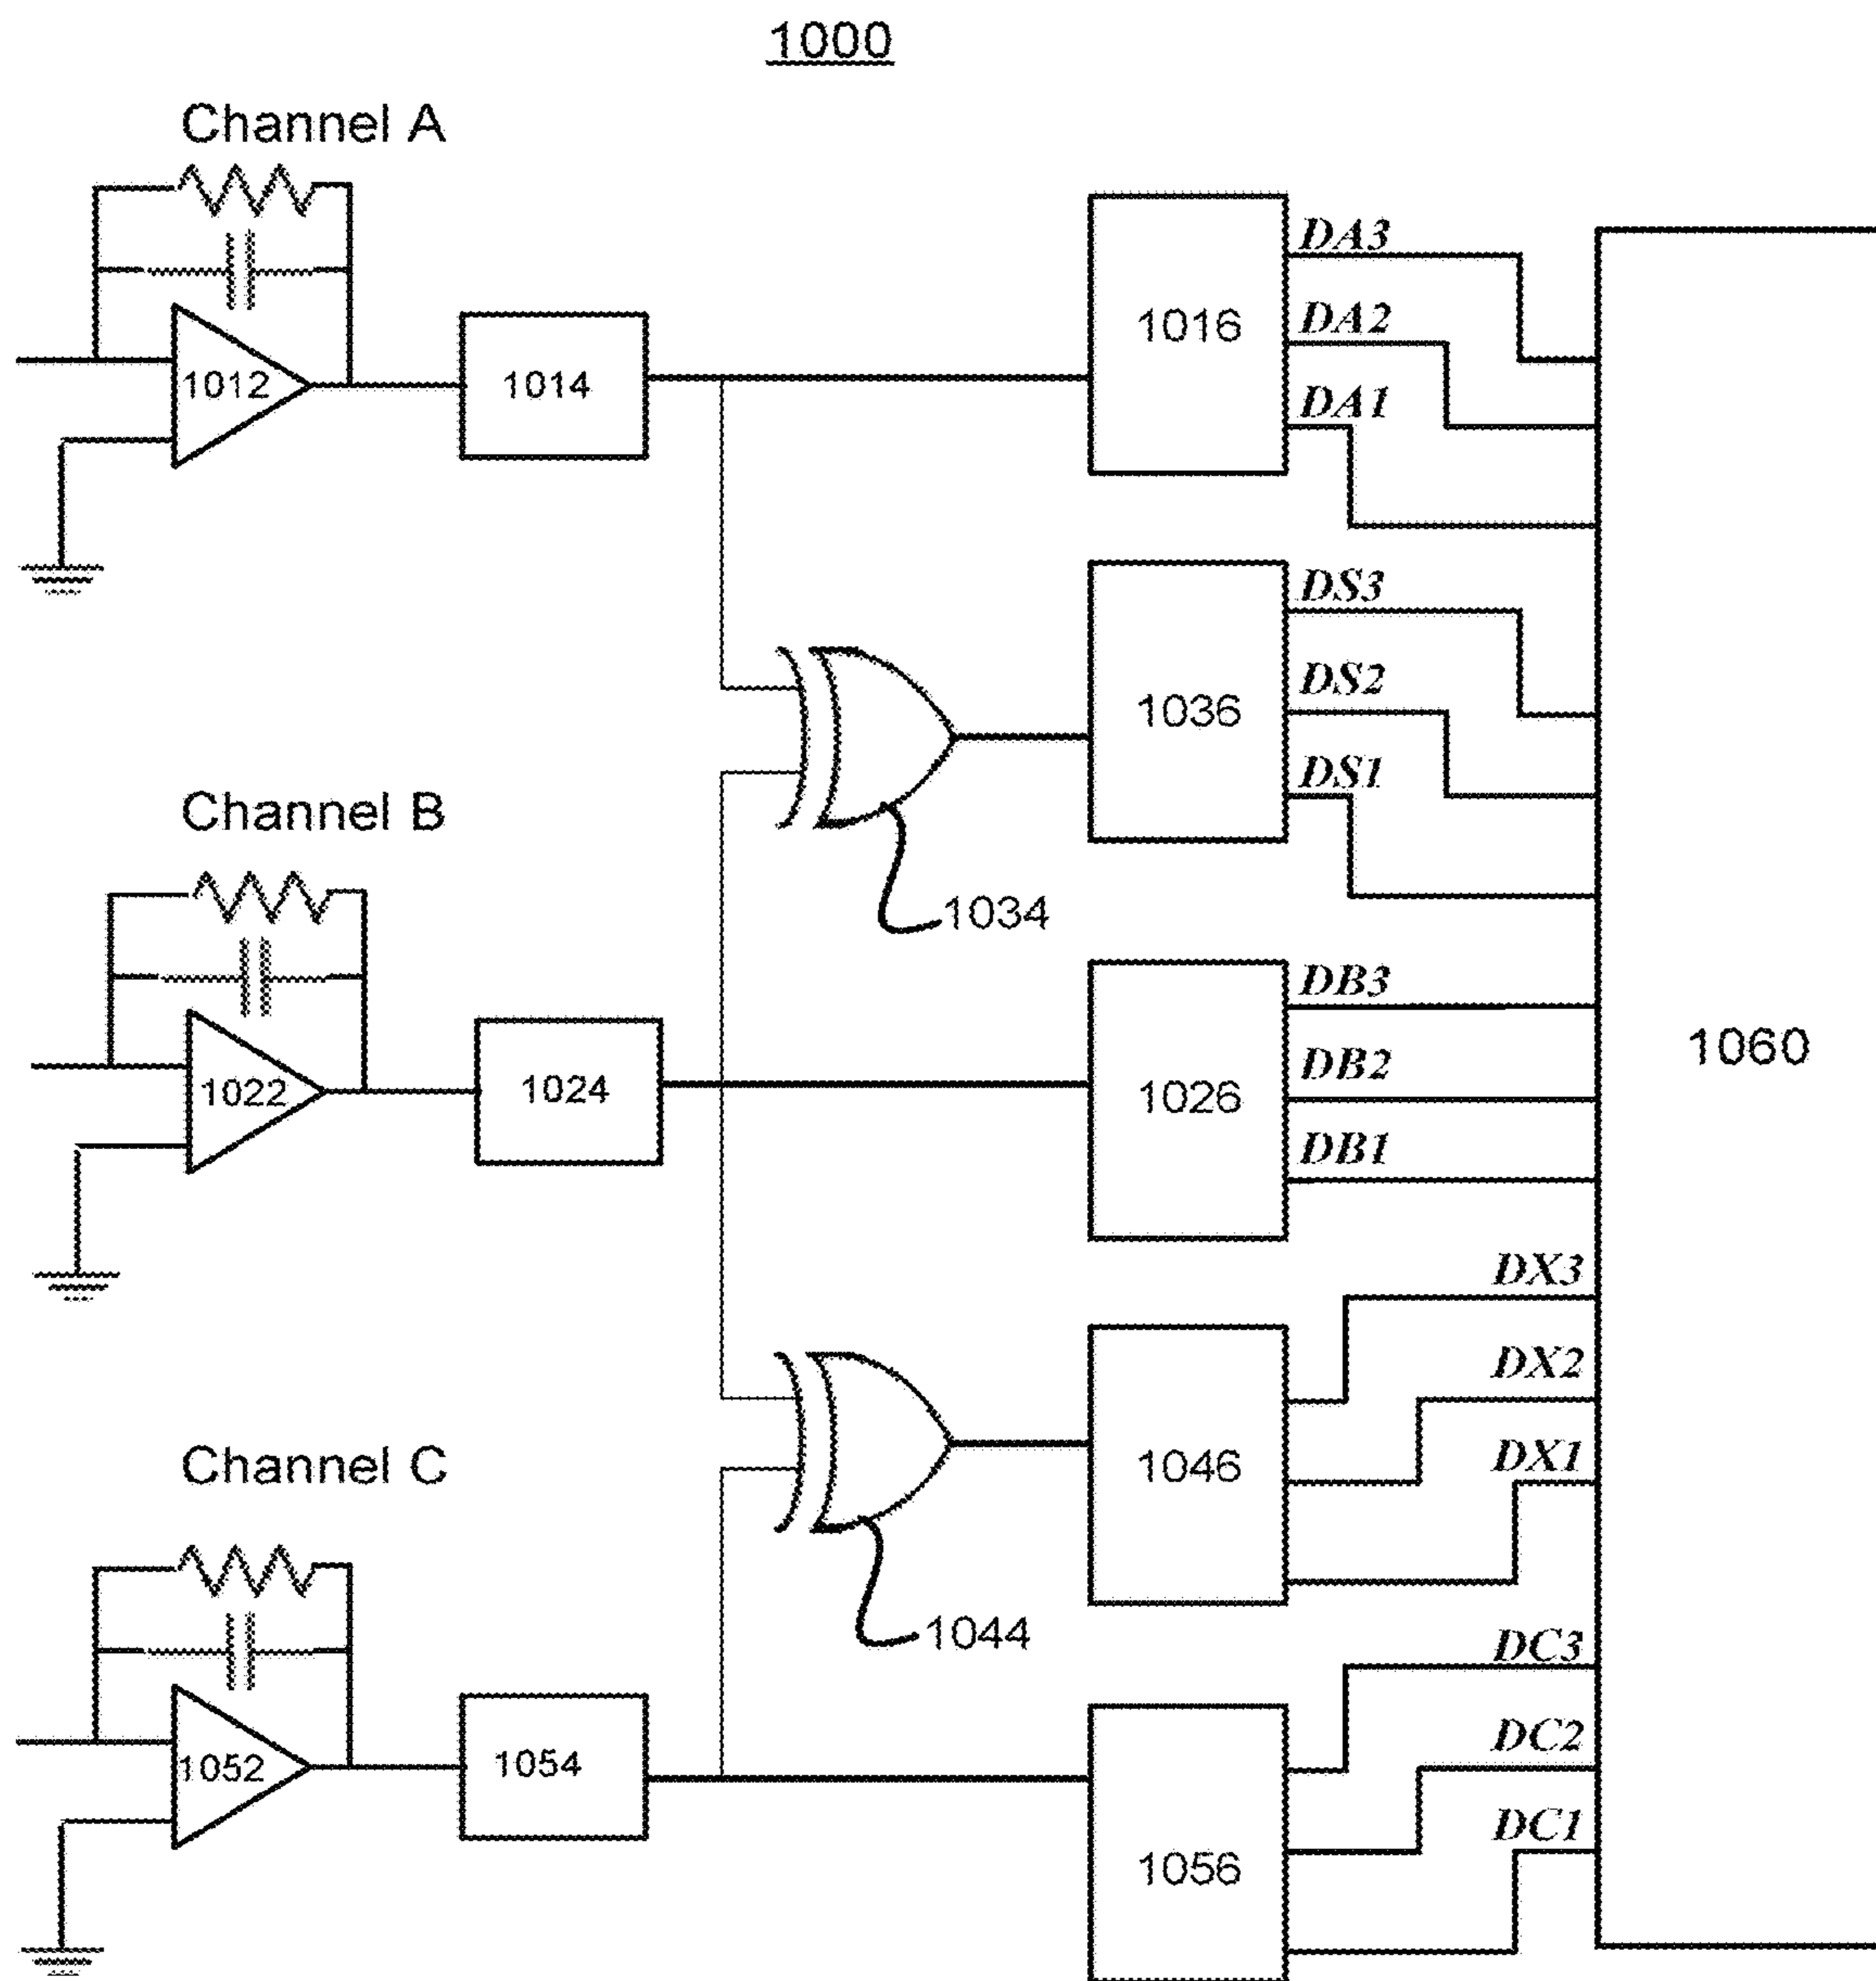 1000
Channel A
1012
1014
1016
DA3
DA2
DA1
1036
DS3
DS2
DS1
1034
Channel B
1022
1024
1026
DB3
DB2
DB1
1060
1046
DX3
DX2
DX1
1044
Channel C
1052
1054
1056
DC3
DC2
DC1